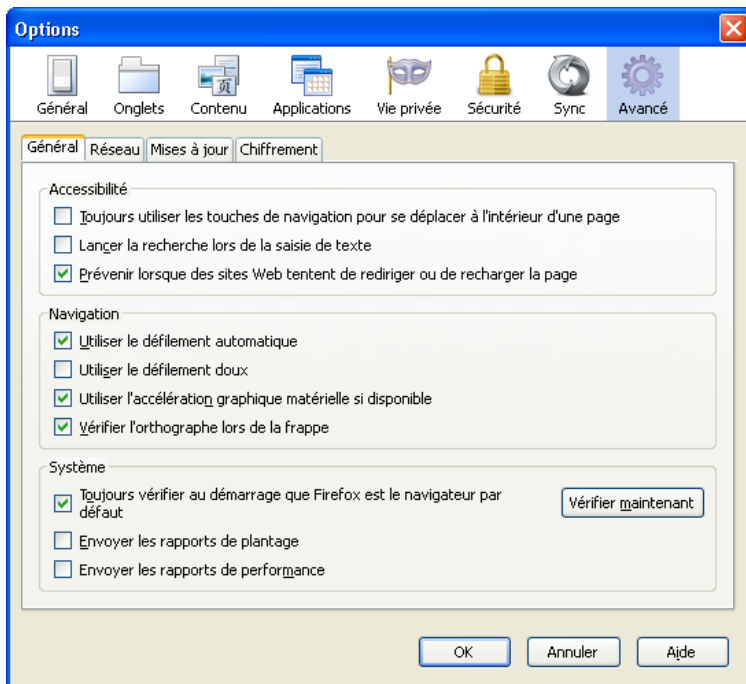 Options
Général Onglets Contenu Applications Vie privée Sécurité Sync Avancé
页
Général Réseau Mises à jour Chiffrement
Accessibilité
Toujours utiliser les touches de navigation pour se déplacer à l'intérieur d'une page
Lancer la recherche lors de la saisie de texte
Prévenir lorsque des sites Web tentent de rediriger ou de recharger la page
Navigation
Utiliser le défilement automatique
Utiliser le défilement doux
Utiliser l'accélération graphique matérielle si disponible
Vérifier l'orthographe lors de la frappe
Système
Toujours vérifier au démarrage que Firefox est le navigateur par
défaut
Vérifier maintenant
Envoyer les rapports de plantage
Envoyer les rapports de performance
OK Annuler Aide